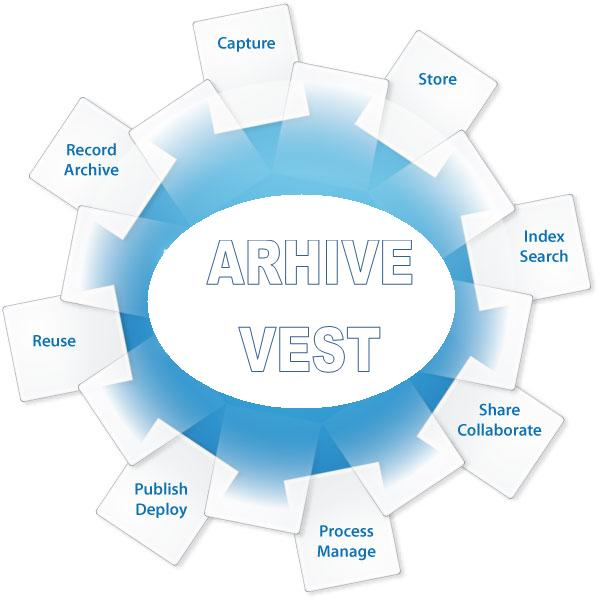 Capture
Store
Index
Search
Share
Collaborate
Process
Manage
Publish
Deploy
Reuse
Record
Archive
ARHIVE
VEST